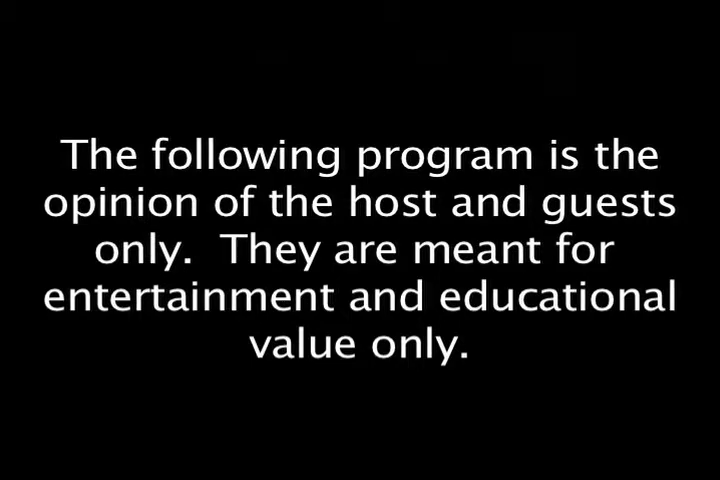 The following program is the
opinion of the host and guests
only.  They are meant for
entertainment and educational
value only.